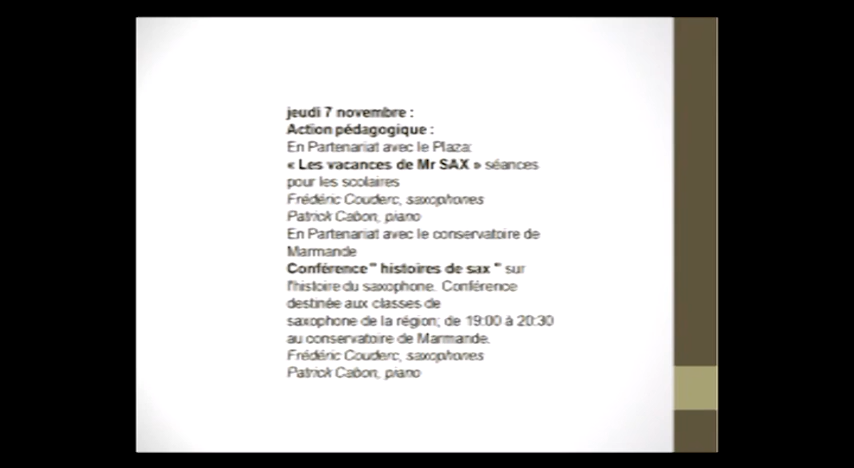 jeudi 7 novembre :
Action pédagogique :
En Partenariat avec le Plaza:
« Les vacances de Mr SAX » séances
pour les scolaires
Frédéric Couderc, saxophones
Patrick Cabon, piano
En Partenariat avec le conservatoire de
Marmande
Conférence " histoires de sax " sur
l'histoire du saxophone. Conférence
destinée aux classes de
saxophone de la région; de 19:00 à 20:30
au conservatoire de Marmande.
Frédéric Couderc, saxophones
Patrick Cabon, piano